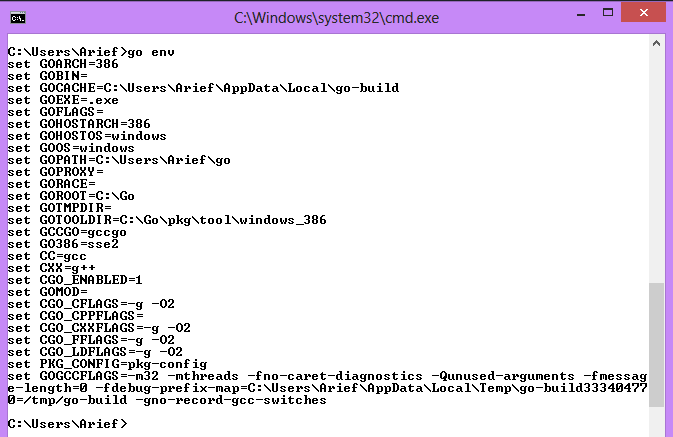 C:\Windows\system32\cmd.exe
C:\Users\Arief>go env
set GOARCH=386
set GOBIN=
set GOCACHE=C:\Users\Arief\AppData\Local\go-build
set GOEXE=.exe
set GOFLAGS=
set GOHOSTARCH=386
set GOHOSTOS=windows
set GOOS=windows
set GOPATH=C:\Users\Arief\go
set GOPROXY=
set GORACE=
set GOROOT=C:\Go
set GOTMPDIR=
set GOTOOLDIR=C:\Go\pkg\tool\windows_386
set GCCGO=gccgo
set GO386=sse2
set CC=gcc
set CXX=g++
set CGO_ENABLED=1
set GOMOD=
set CGO_CFLAGS=-g -O2
set CGO_CPPFLAGS=
set CGO_CXXFLAGS=-g -O2
set CGO_FFLAGS=-g -O2
set CGO_LDFLAGS=-g -O2
set PKG_CONFIG=pkg-config
set GOGCCFLAGS=-m32 -mthreads -fno-caret-diagnostics -Qunused-arguments -fmessag
e-length=0 -fdebug-prefix-map=C:\Users\Arief\AppData\Local\Temp\go-build33340477
0=/tmp/go-build -gno-record-gcc-switches
C:\Users\Arief>